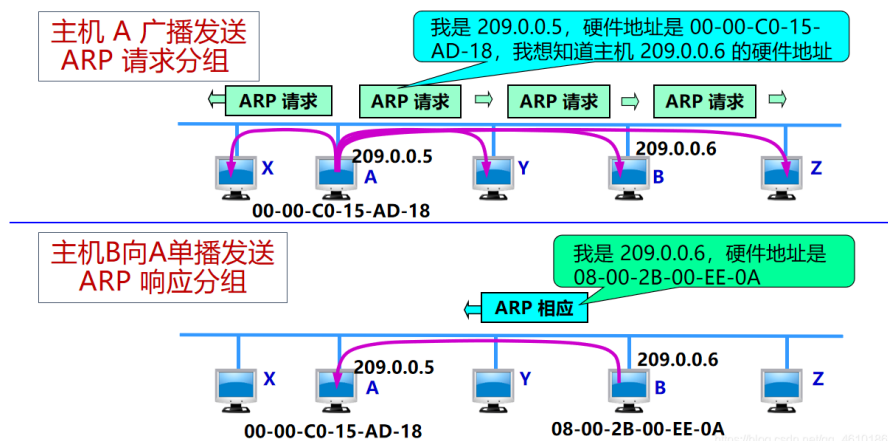 主机 A 广播发送
ARP 请求分组
我是 209.0.0.5，硬件地址是 00-00-C0-15-
AD-18，我想知道主机 209.0.0.6 的硬件地址
ARP 请求
ARP 请求
ARP 请求
ARP 请求
X
209.0.0.5
A
Y
209.0.0.6
B
Z
00-00-C0-15-AD-18
主机B向A单播发送
ARP 响应分组
我是 209.0.0.6，硬件地址是
08-00-2B-00-EE-0A
ARP 相应
X
209.0.0.5
A
Y
209.0.0.6
B
Z
00-00-C0-15-AD-18
08-00-2B-00-EE-0A